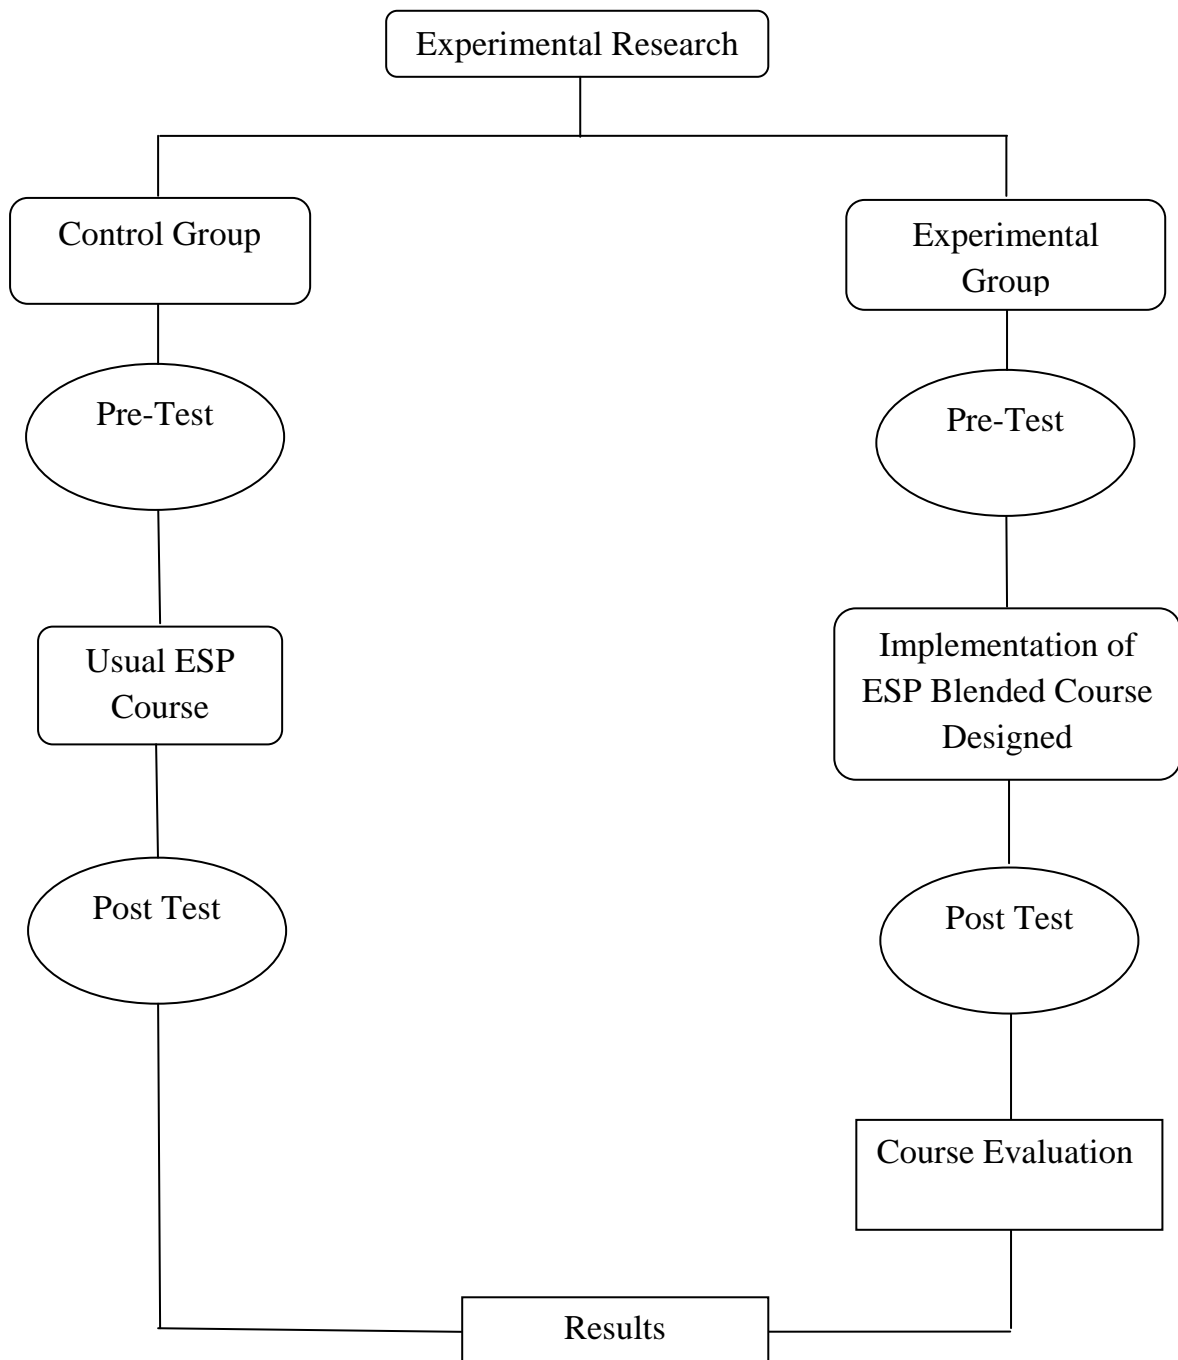 Experimental Research
Control Group
Experimental
Group
Pre-Test
Pre-Test
Usual ESP
Course
Implementation of
ESP Blended Course
Designed
Post Test
Post Test
Course Evaluation
Results